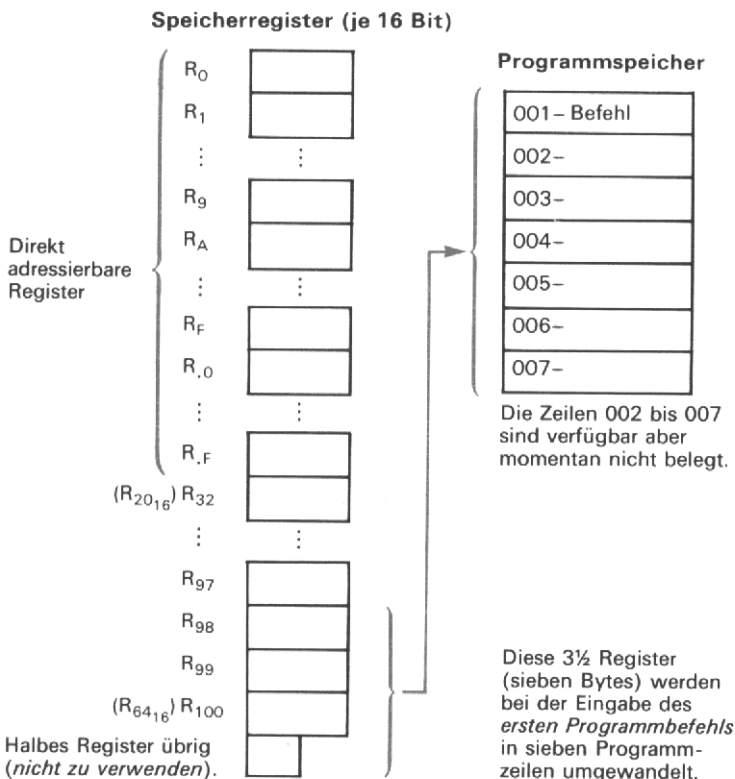 Speicherregister (je 16 Bit)
Programmspeicher
R₀
R₁
⋮ ⋮
R₉
R_A
⋮ ⋮
R_F
R.₀
⋮ ⋮
R.F
(R₂₀₁₆) R₃₂
⋮ ⋮
R₉₇
R₉₈
R₉₉
(R₆₄₁₆) R₁₀₀
Direkt
adressierbare
Register
Halbes Register übrig
(nicht zu verwenden).
001– Befehl
002–
003–
004–
005–
006–
007–
Die Zeilen 002 bis 007
sind verfügbar aber
momentan nicht belegt.
Diese 3½ Register
(sieben Bytes) werden
bei der Eingabe des
ersten Programmbefehls
in sieben Programm-
zeilen umgewandelt.